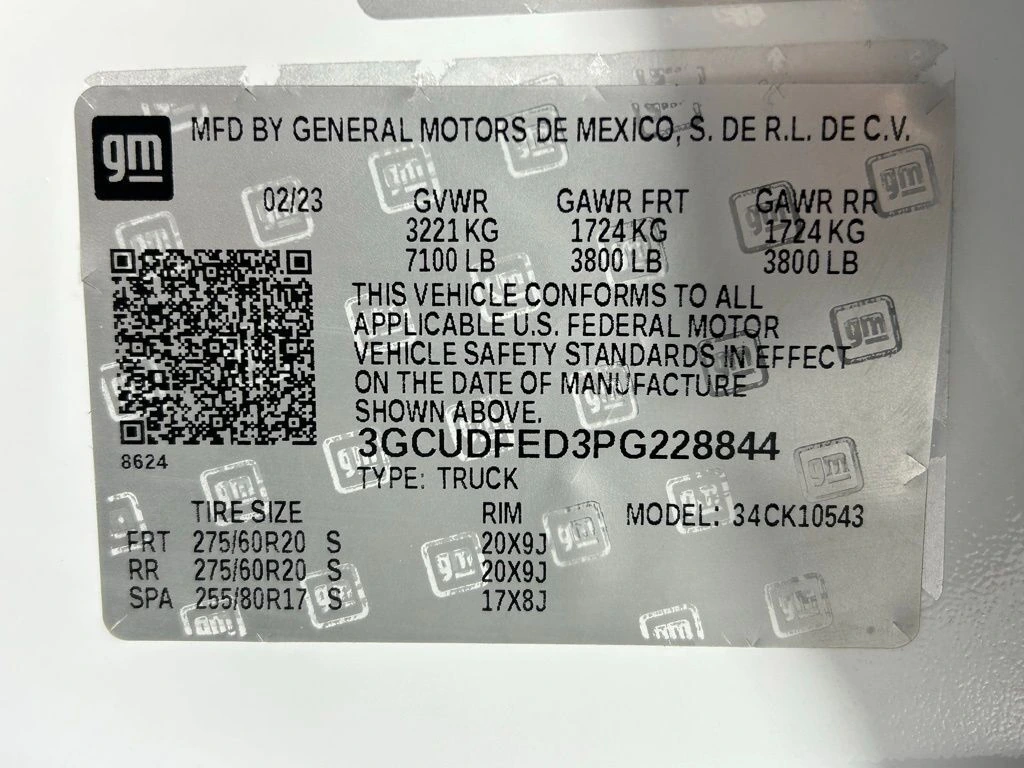 gm MFD BY GENERAL MOTORS DE MEXICO, S. DE R.L. DE C.V.
02/23 GVWR GAWR FRT GAWR RR
3221 KG 1724 KG 1724 KG
7100 LB 3800 LB 3800 LB
THIS VEHICLE CONFORMS TO ALL
APPLICABLE U.S. FEDERAL MOTOR
VEHICLE SAFETY STANDARDS IN EFFECT
ON THE DATE OF MANUFACTURE
SHOWN ABOVE.
3GCUDFED3PG228844
8624
TYPE: TRUCK
TIRE SIZE RIM MODEL: 34CK10543
FRT 275/60R20 S 20X9J
RR 275/60R20 S 20X9J
SPA 255/80R17 S 17X8J